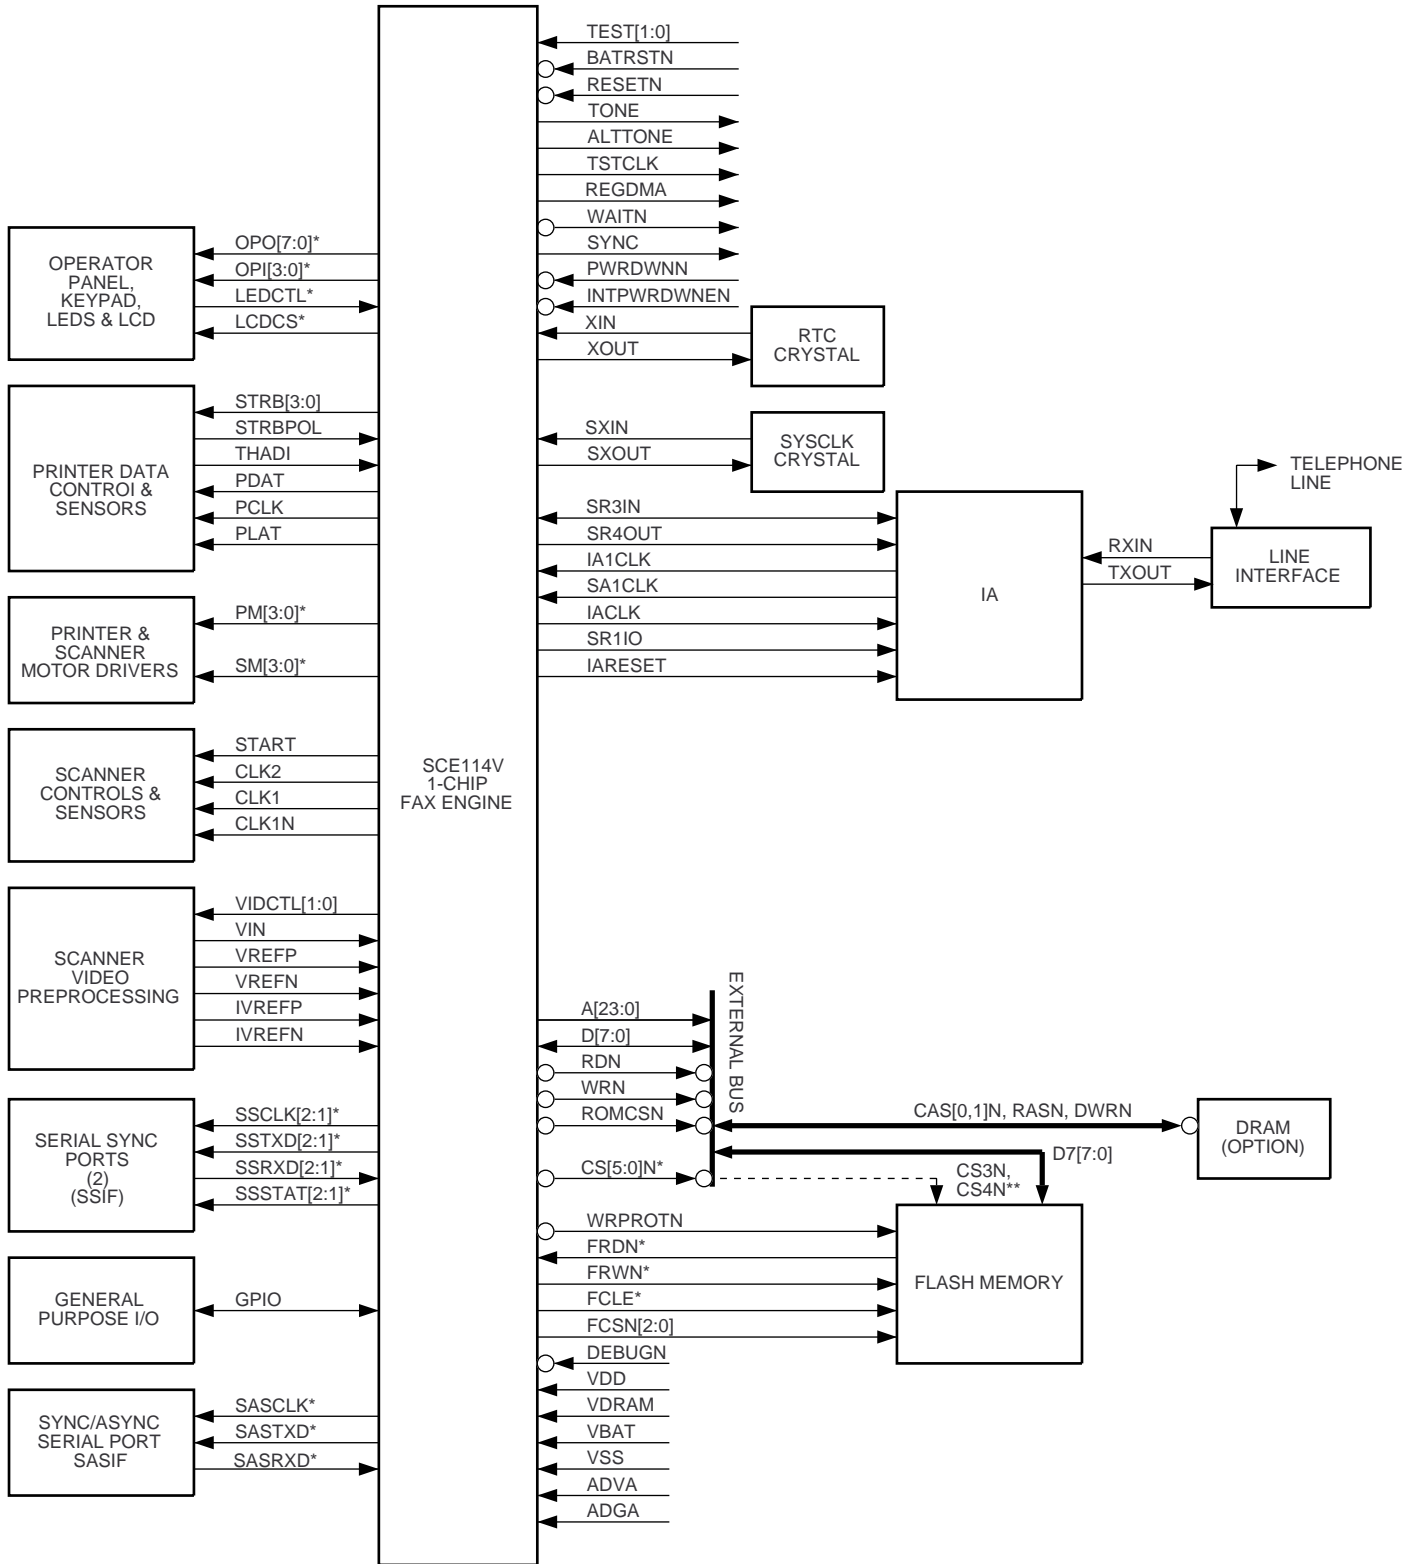 TEST[1:0]
BATRSTN
RESETN
TONE
ALTTONE
TSTCLK
REGDMA
WAITN
SYNC
PWRDWNN
INTPWRDWNEN
XIN
XOUT
RTC
CRYSTAL
OPERATOR
PANEL,
KEYPAD,
LEDS & LCD
OPO[7:0]*
OPI[3:0]*
LEDCTL*
LCDCS*
PRINTER DATA
CONTROI &
SENSORS
STRB[3:0]
STRBPOL
THADI
PDAT
PCLK
PLAT
SXIN
SXOUT
SYSCLK
CRYSTAL
SR3IN
SR4OUT
IA1CLK
SA1CLK
IACLK
SR1IO
IARESET
IA
RXIN
TXOUT
TELEPHONE
LINE
LINE
INTERFACE
PRINTER &
SCANNER
MOTOR DRIVERS
PM[3:0]*
SM[3:0]*
SCANNER
CONTROLS &
SENSORS
START
CLK2
CLK1
CLK1N
SCE114V
1-CHIP
FAX ENGINE
SCANNER
VIDEO
PREPROCESSING
VIDCTL[1:0]
VIN
VREFP
VREFN
IVREFP
IVREFN
A[23:0]
D[7:0]
RDN
WRN
ROMCSN
CS[5:0]N*
EXTERNAL BUS
CAS[0,1]N, RASN, DWRN
DRAM
(OPTION)
D7[7:0]
CS3N,
CS4N**
SERIAL SYNC
PORTS
(2)
(SSIF)
SSCLK[2:1]*
SSTXD[2:1]*
SSRXD[2:1]*
SSSTAT[2:1]*
WRPROTN
FRDN*
FRWN*
FCLE*
FCSN[2:0]
FLASH MEMORY
GENERAL
PURPOSE I/O
GPIO
DEBUGN
VDD
VDRAM
VBAT
VSS
ADVA
ADGA
SYNC/ASYNC
SERIAL PORT
SASIF
SASCLK*
SASTXD*
SASRXD*